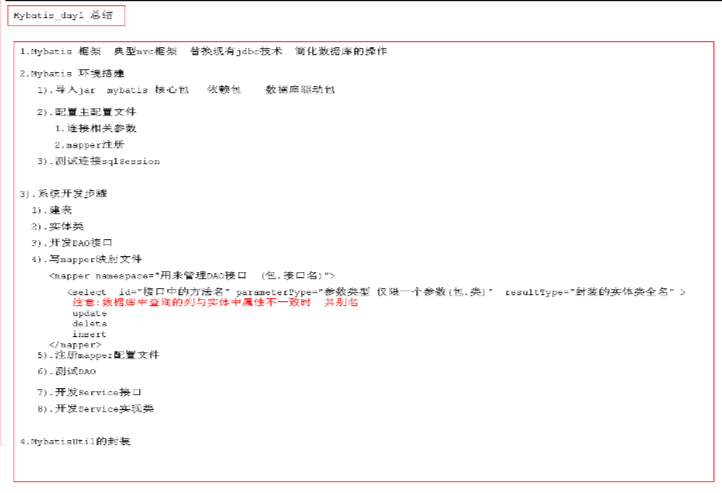 Mybatis_day1 总结
1.Mybatis 框架 典型mvc框架 替换现有jdbc技术 简化数据库的操作
2.Mybatis 环境搭建
1).导入jar mybatis 核心包 依赖包 数据库驱动包
2).配置主配置文件
1.连接相关参数
2.mapper注册
3).测试连接sqlSession
3).系统开发步骤
1).建表
2).实体类
3).开发DAO接口
4).写mapper映射文件
<mapper namespace="用来管理DAO接口 (包.接口名)">
<select id="接口中的方法名" parameterType="参数类型 仅限一个参数(包.类)" resultType="封装的实体类全名" >
注意:数据库中查询的列与实体中属性不一致时 其别名
update
delete
insert
</mapper>
5).注册mapper配置文件
6).测试DAO
7).开发Service接口
8).开发Service实现类
4.MybatisUtil的封装